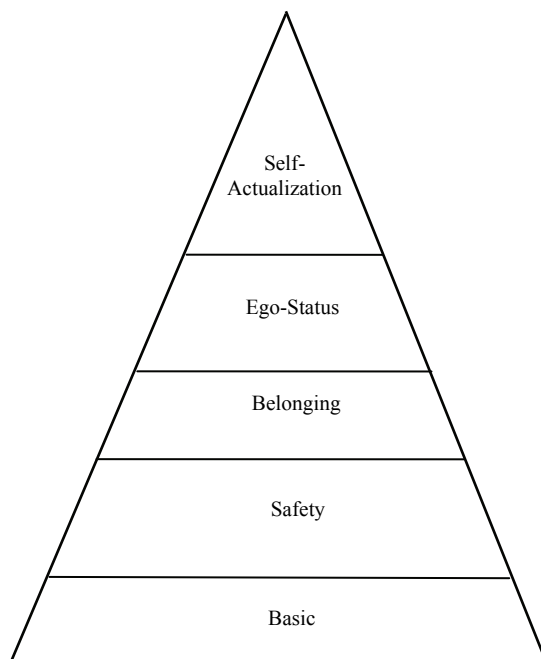 Self-
Actualization
Ego-Status
Belonging
Safety
Basic